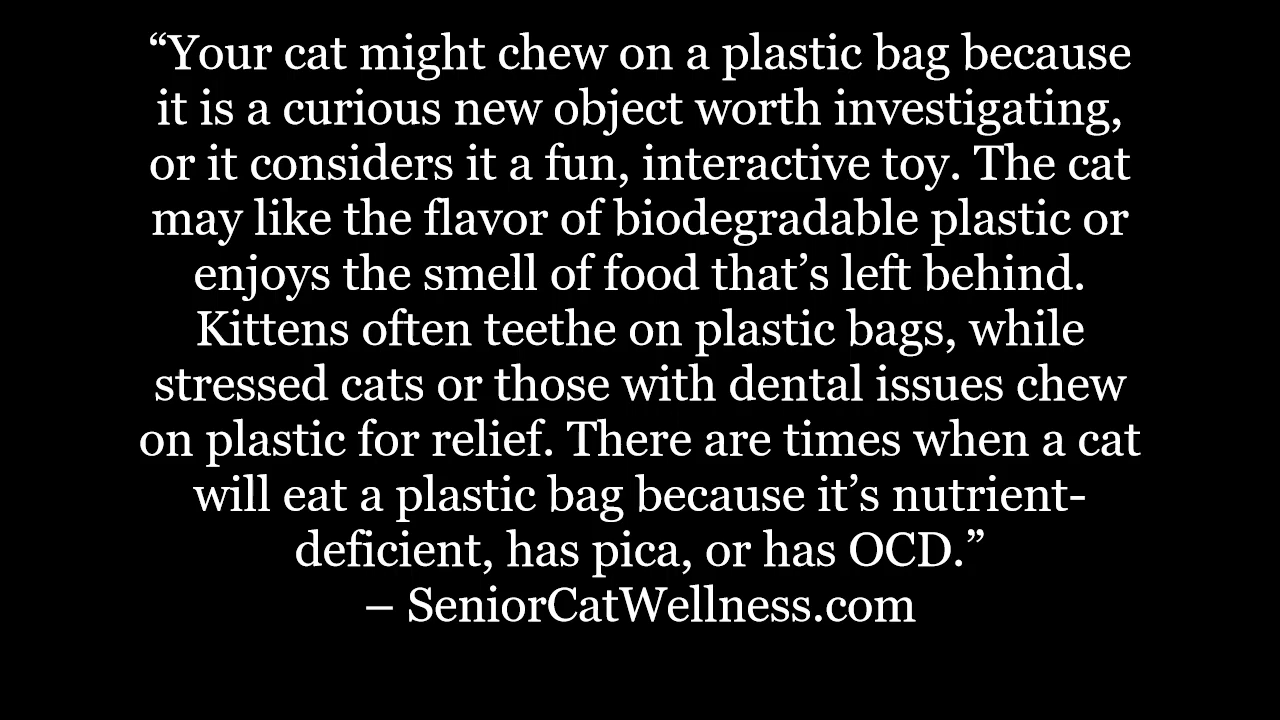 “Your cat might chew on a plastic bag because
it is a curious new object worth investigating,
or it considers it a fun, interactive toy. The cat
may like the flavor of biodegradable plastic or
enjoys the smell of food that’s left behind.
Kittens often teethe on plastic bags, while
stressed cats or those with dental issues chew
on plastic for relief. There are times when a cat
will eat a plastic bag because it’s nutrient-
deficient, has pica, or has OCD.”
– SeniorCatWellness.com